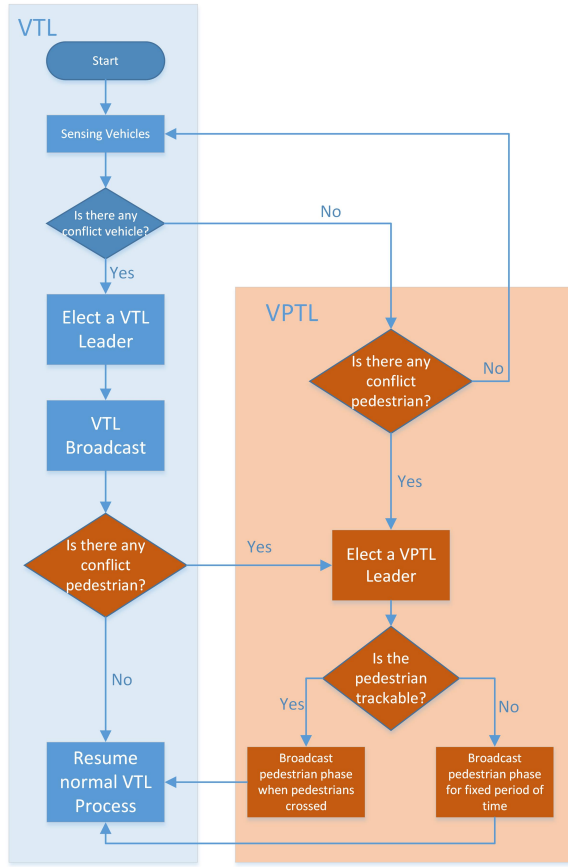 VTL
Start
Sensing Vehicles
Is there any
conflict vehicle?
No
Yes
Elect a VTL
Leader
VPTL
Is there any
conflict
pedestrian?
No
VTL
Broadcast
Yes
Is there any
conflict
pedestrian?
Yes
Elect a VPTL
Leader
No
Is the
pedestrian
trackable?
Yes
No
Resume
normal VTL
Process
Broadcast
pedestrian phase
when pedestrians
crossed
Broadcast
pedestrian phase
for fixed period of
time